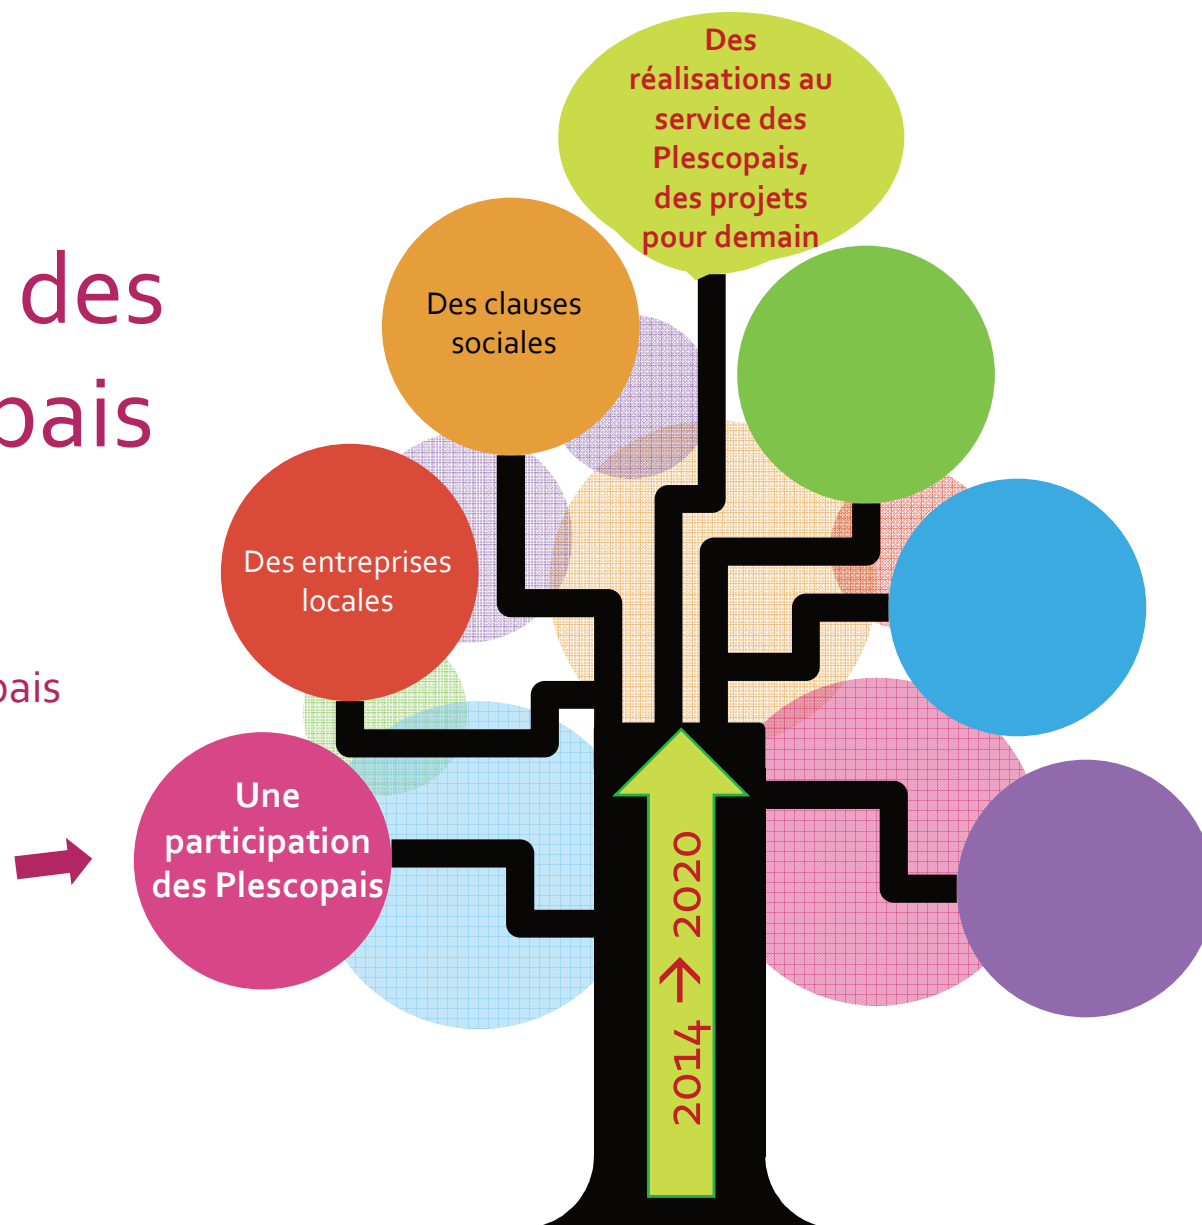 Des
réalisations au
service des
Plescopais,
des projets
pour demain
des
pais
Des clauses
sociales
Des entreprises
locales
pais
Une
participation
des Plescopais
2014 → 2020